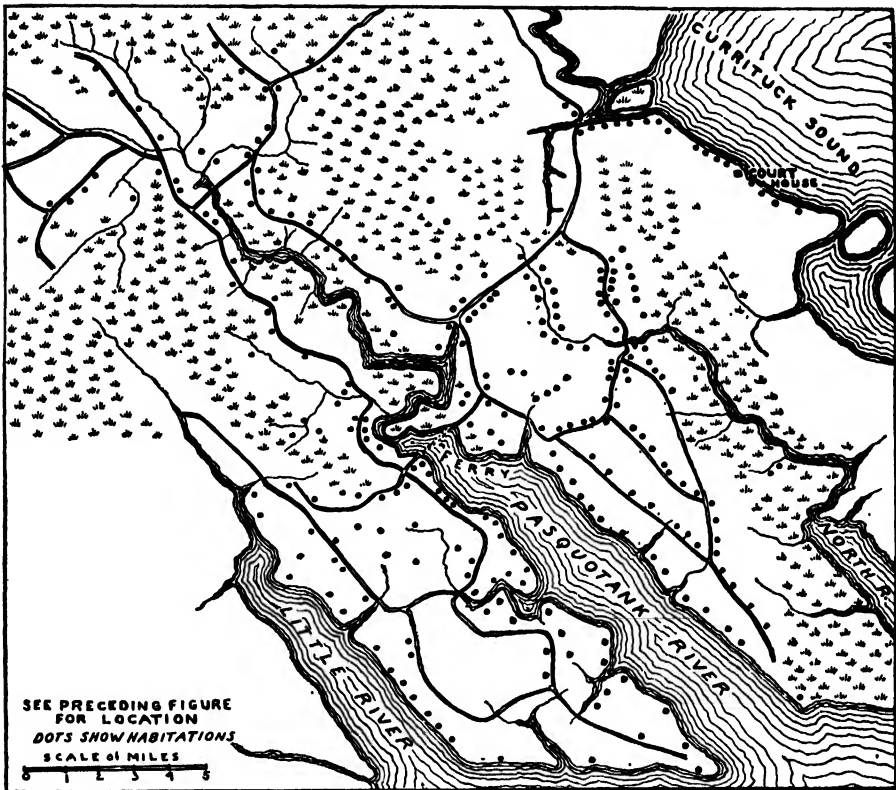 CURRITUCK SOUND
COURT
HOUSE
FERRY
PASQUOTANK RIVER
NORTH
LITTLE RIVER
SEE PRECEDING FIGURE
FOR LOCATION
DOTS SHOW HABITATIONS
SCALE of MILES
0 1 2 3 4 5